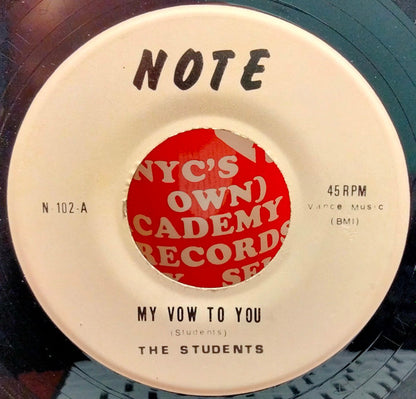 NOTE
N-102-A
45 RPM
Vance Music
(BMI)
NYC'S
OWN)
CADEMY
RECORDS
MY VOW TO YOU
(Students)
THE STUDENTS